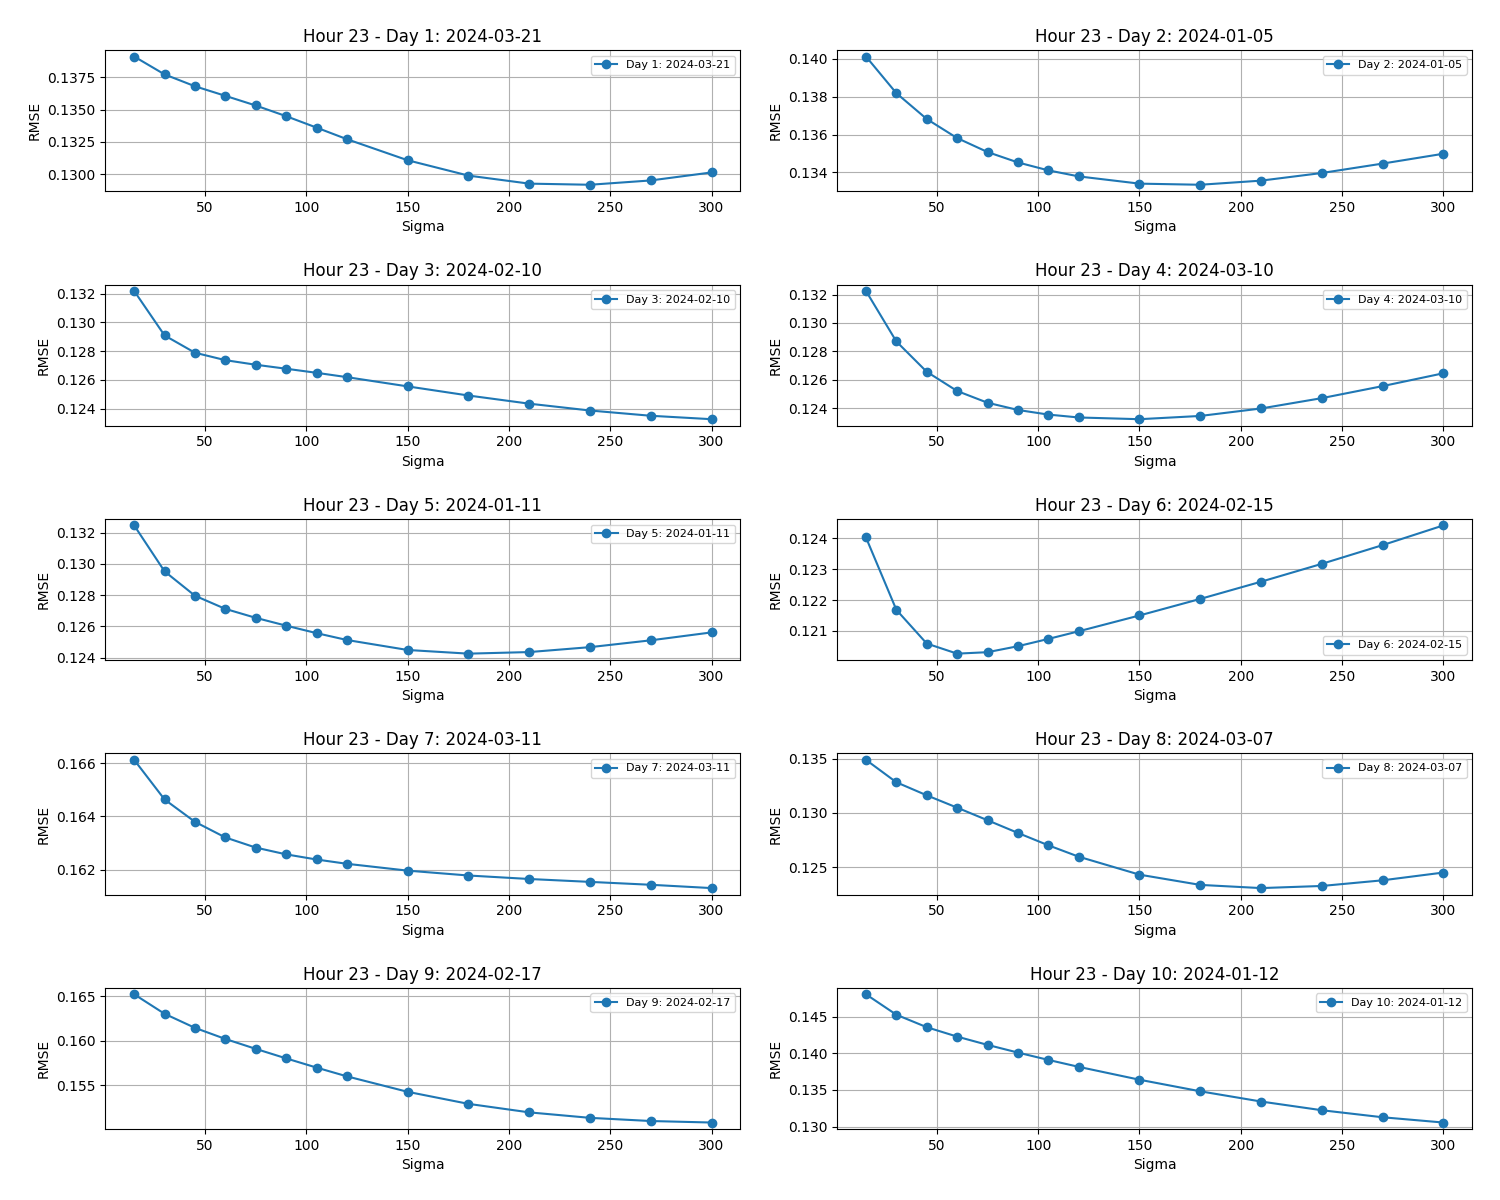 Hour 23 - Day 1: 2024-03-21
Day 1: 2024-03-21
RMSE
0.1375
0.1350
0.1325
0.1300
50 100 150 200 250 300
Sigma
Hour 23 - Day 2: 2024-01-05
Day 2: 2024-01-05
RMSE
0.140
0.138
0.136
0.134
50 100 150 200 250 300
Sigma
Hour 23 - Day 3: 2024-02-10
Day 3: 2024-02-10
RMSE
0.132
0.130
0.128
0.126
0.124
50 100 150 200 250 300
Sigma
Hour 23 - Day 4: 2024-03-10
Day 4: 2024-03-10
RMSE
0.132
0.130
0.128
0.126
0.124
50 100 150 200 250 300
Sigma
Hour 23 - Day 5: 2024-01-11
Day 5: 2024-01-11
RMSE
0.132
0.130
0.128
0.126
0.124
50 100 150 200 250 300
Sigma
Hour 23 - Day 6: 2024-02-15
Day 6: 2024-02-15
RMSE
0.124
0.123
0.122
0.121
50 100 150 200 250 300
Sigma
Hour 23 - Day 7: 2024-03-11
Day 7: 2024-03-11
RMSE
0.166
0.164
0.162
50 100 150 200 250 300
Sigma
Hour 23 - Day 8: 2024-03-07
Day 8: 2024-03-07
RMSE
0.135
0.130
0.125
50 100 150 200 250 300
Sigma
Hour 23 - Day 9: 2024-02-17
Day 9: 2024-02-17
RMSE
0.165
0.160
0.155
50 100 150 200 250 300
Sigma
Hour 23 - Day 10: 2024-01-12
Day 10: 2024-01-12
RMSE
0.145
0.140
0.135
0.130
50 100 150 200 250 300
Sigma